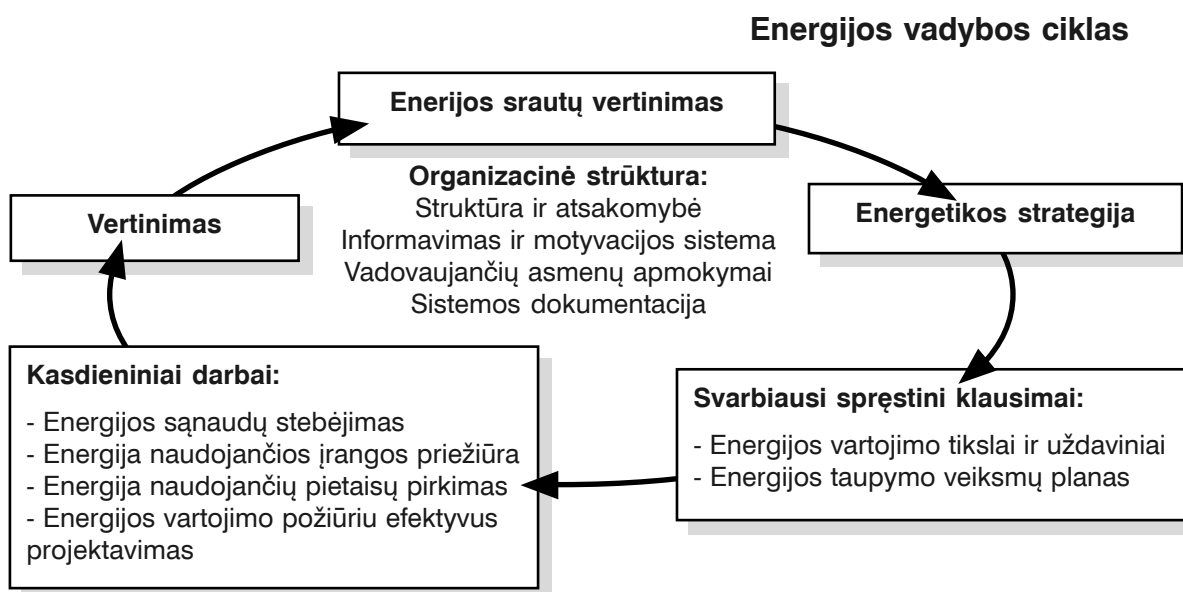 Energijos vadybos ciklas
Enerijos srautų vertinimas
Organizacinė strūktura:
Struktūra ir atsakomybė
Informavimas ir motyvacijos sistema
Vadovaujančių asmenų apmokymai
Sistemos dokumentacija
Vertinimas
Energetikos strategija
Kasdieniniai darbai:
- Energijos sąnaudų stebėjimas
- Energija naudojančios įrangos priežiūra
- Energija naudojančių pietaisų pirkimas
- Energijos vartojimo požiūriu efektyvus
projektavimas
Svarbiausi spręstini klausimai:
- Energijos vartojimo tikslai ir uždaviniai
- Energijos taupymo veiksmų planas